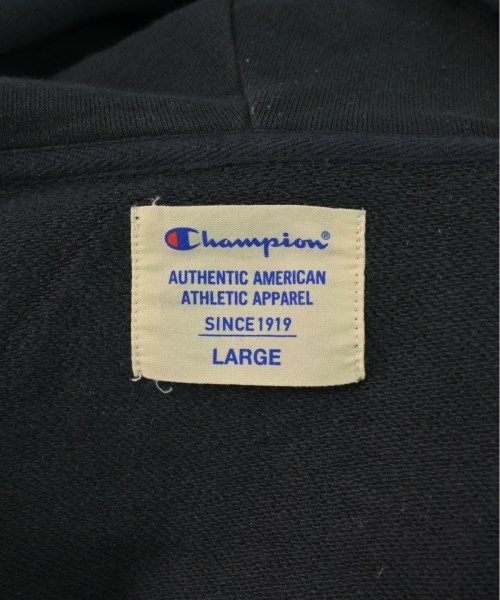 Champion®
AUTHENTIC AMERICAN
ATHLETIC APPAREL
SINCE 1919
LARGE